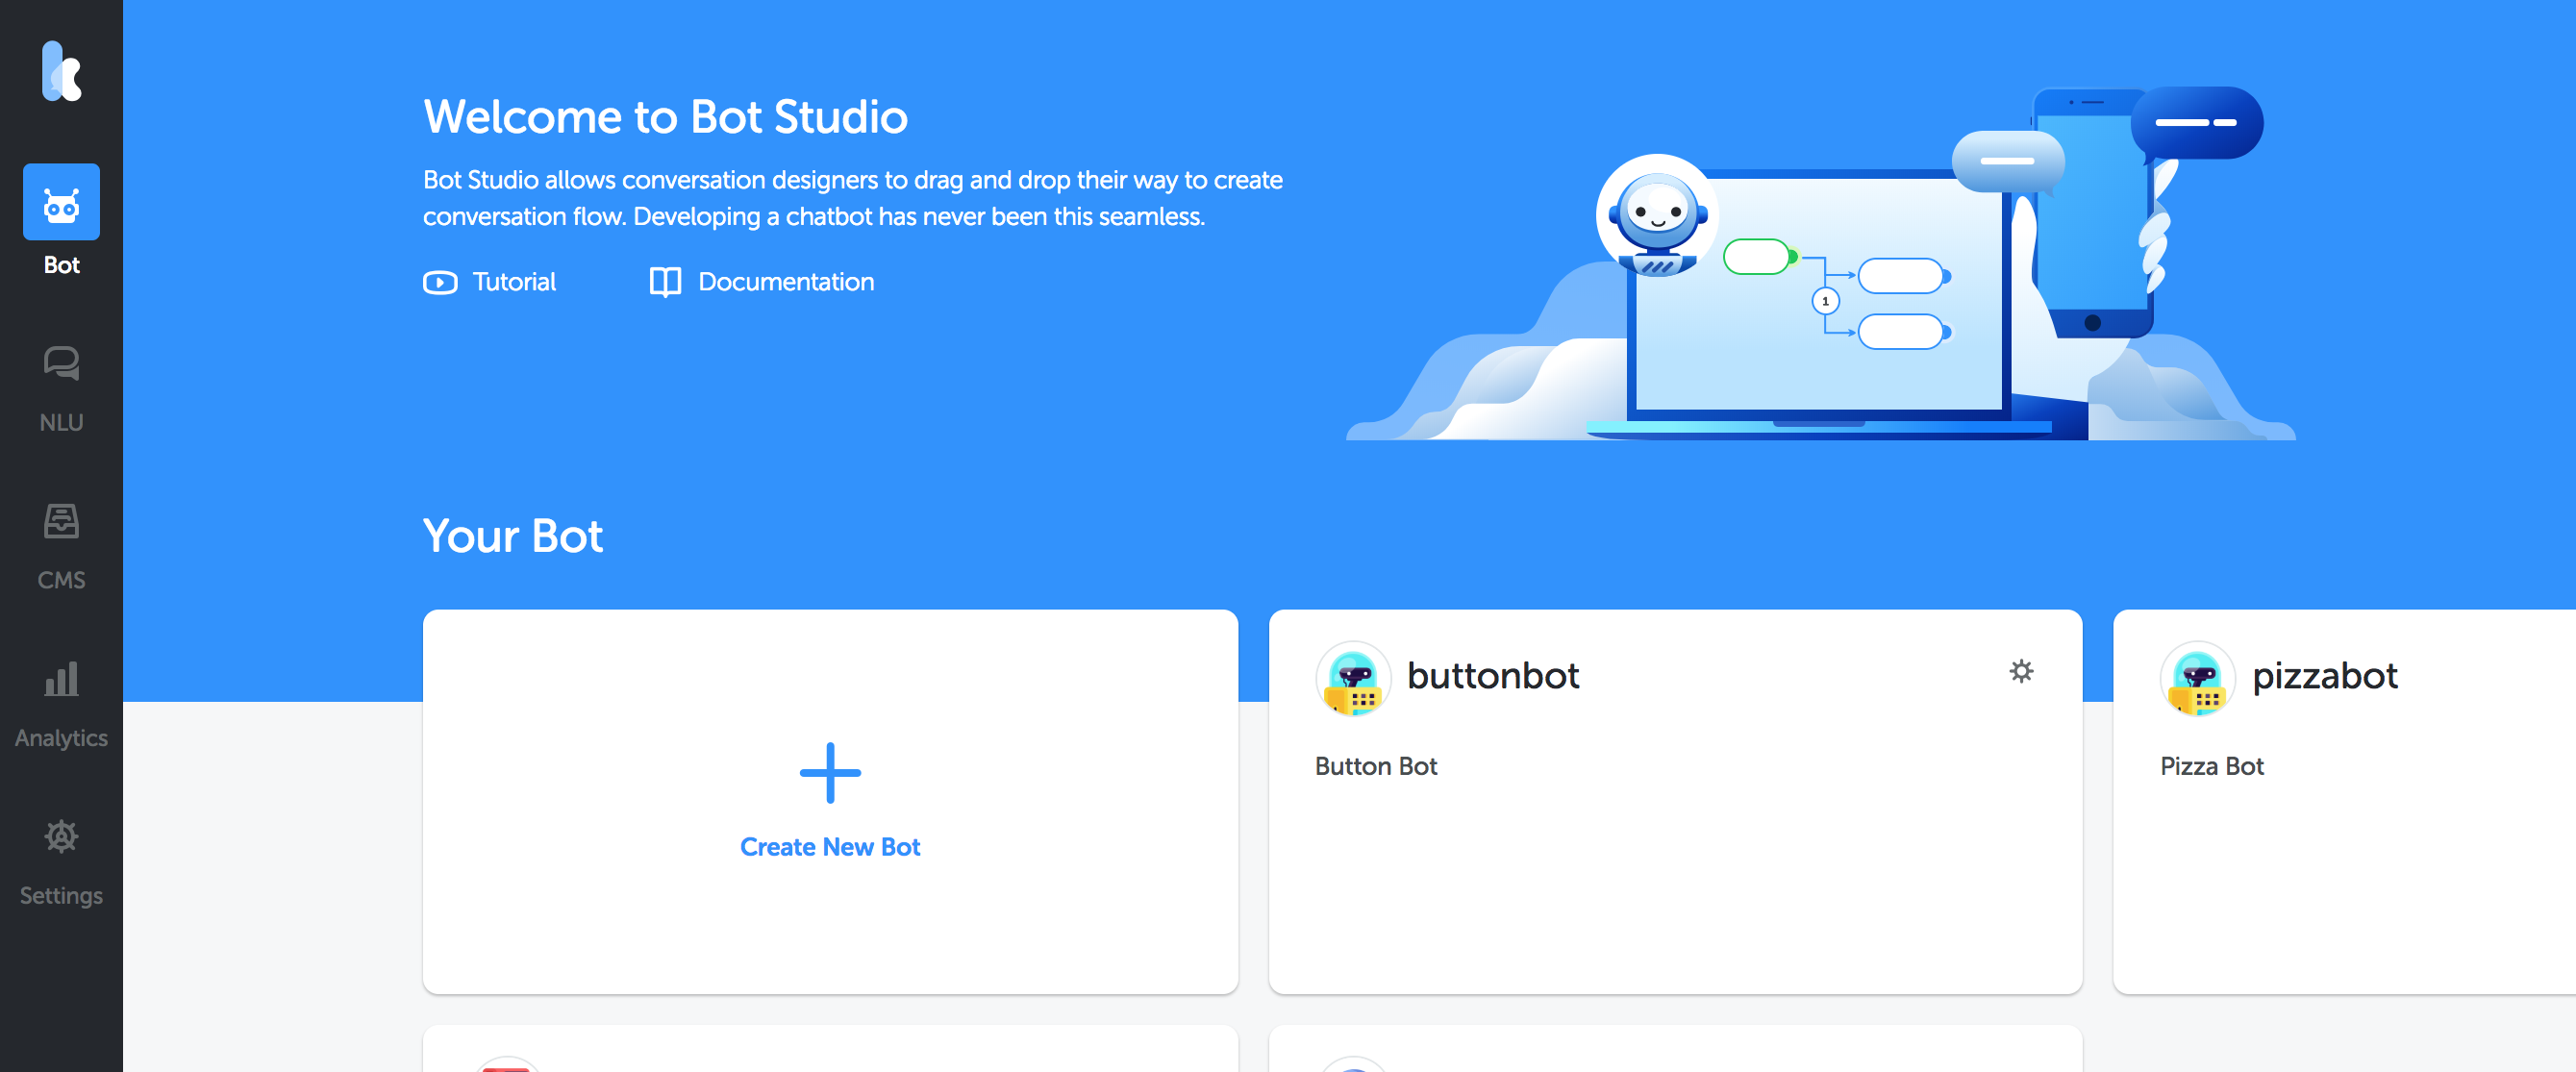 Welcome to Bot Studio
Bot Studio allows conversation designers to drag and drop their way to create
conversation flow. Developing a chatbot has never been this seamless.
Tutorial
Documentation
1
Bot
NLU
CMS
Analytics
Settings
Your Bot
Create New Bot
buttonbot
Button Bot
pizzabot
Pizza Bot